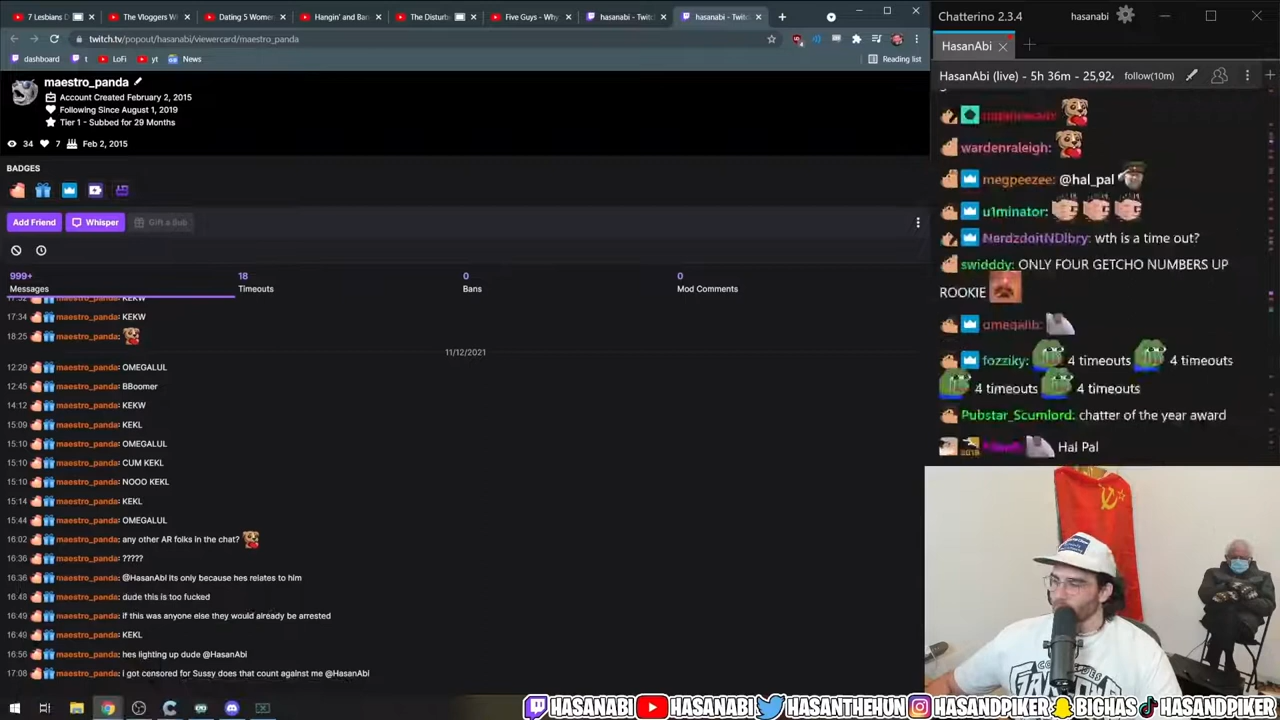 7 Lesbians D
The Vloggers W
Dating 5 Wome
Hangin' and Ba
The Disturb
Five Guys - Why
hasanabi - Twitc
hasanabi - Twitc
twitch.tv/popout/hasanabi/viewercard/maestro_panda
dashboard
t
LoFi
yt
News
Reading list
maestro_panda
Account Created February 2, 2015
Following Since August 1, 2019
Tier 1 - Subbed for 29 Months
34
7
Feb 2, 2015
BADGES
Add Friend
Whisper
Gift a Sub
999+
Messages
18
Timeouts
0
Bans
0
Mod Comments
17:32 maestro_panda: KEKW
17:34 maestro_panda: KEKW
18:25 maestro_panda:
11/12/2021
12:29 maestro_panda: OMEGALUL
12:45 maestro_panda: BBoomer
14:12 maestro_panda: KEKW
15:09 maestro_panda: KEKL
15:10 maestro_panda: OMEGALUL
15:10 maestro_panda: CUM KEKL
15:10 maestro_panda: NOOO KEKL
15:14 maestro_panda: KEKL
15:44 maestro_panda: OMEGALUL
16:02 maestro_panda: any other AR folks in the chat?
16:36 maestro_panda: ?????
16:36 maestro_panda: @HasanAbI its only because hes relates to him
16:48 maestro_panda: dude this is too fucked
16:49 maestro_panda: if this was anyone else they would already be arrested
16:49 maestro_panda: KEKL
16:56 maestro_panda: hes lighting up dude @HasanAbi
17:08 maestro_panda: I got censored for Sussy does that count against me @HasanAbi
Chatterino 2.3.4
hasanabi
HasanAbi
HasanAbi (live) - 5h 36m - 25,92
follow(10m)
wardenraleigh:
megpeezee: @hal_pal
u1minator:
NerdzdoitNDlbry: wth is a time out?
swidddy: ONLY FOUR GETCHO NUMBERS UP
ROOKIE
fozziky: 4 timeouts 4 timeouts
4 timeouts 4 timeouts
Pubstar_Scumlord: chatter of the year award
Hal Pal
HASANABI
HASANABI
HASANTHEHUN
HASANDPIKER
BIGHAS
HASANDPIKER